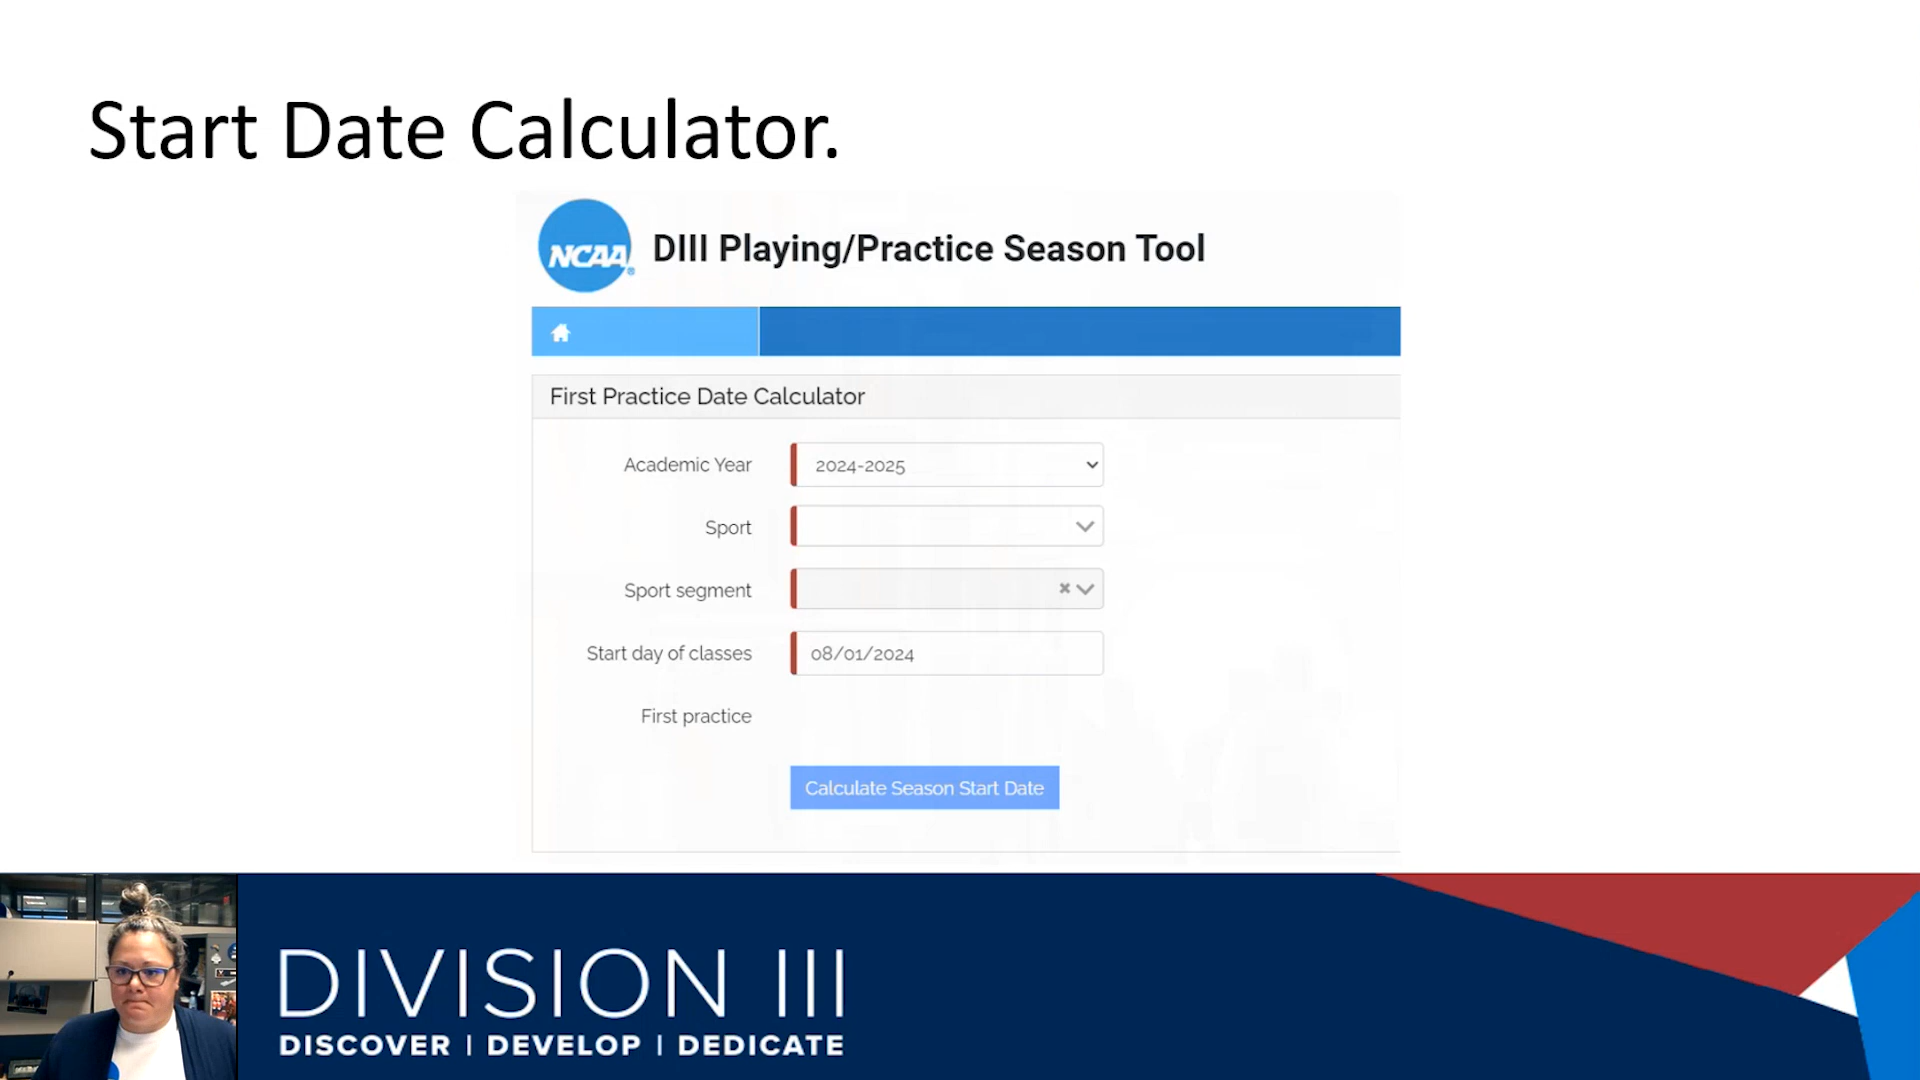 Start Date Calculator.
NCAA®
DIII Playing/Practice Season Tool
First Practice Date Calculator
Academic Year
2024-2025
Sport
Sport segment
Start day of classes
08/01/2024
First practice
Calculate Season Start Date
DIVISION III
DISCOVER | DEVELOP | DEDICATE